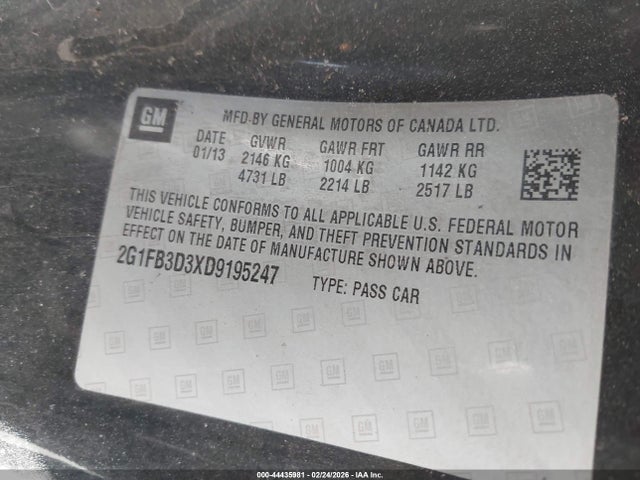 GM
MFD BY GENERAL MOTORS OF CANADA LTD.
DATE GVWR GAWR FRT GAWR RR
01/13 2146 KG 1004 KG 1142 KG
4731 LB 2214 LB 2517 LB
THIS VEHICLE CONFORMS TO ALL APPLICABLE U.S. FEDERAL MOTOR
VEHICLE SAFETY, BUMPER, AND THEFT PREVENTION STANDARDS IN
EFFECT ON THE DATE OF MANUFACTURE SHOWN ABOVE.
2G1FB3D3XD9195247 TYPE: PASS CAR
000-44435981 - 02/24/2026 - IAA Inc.